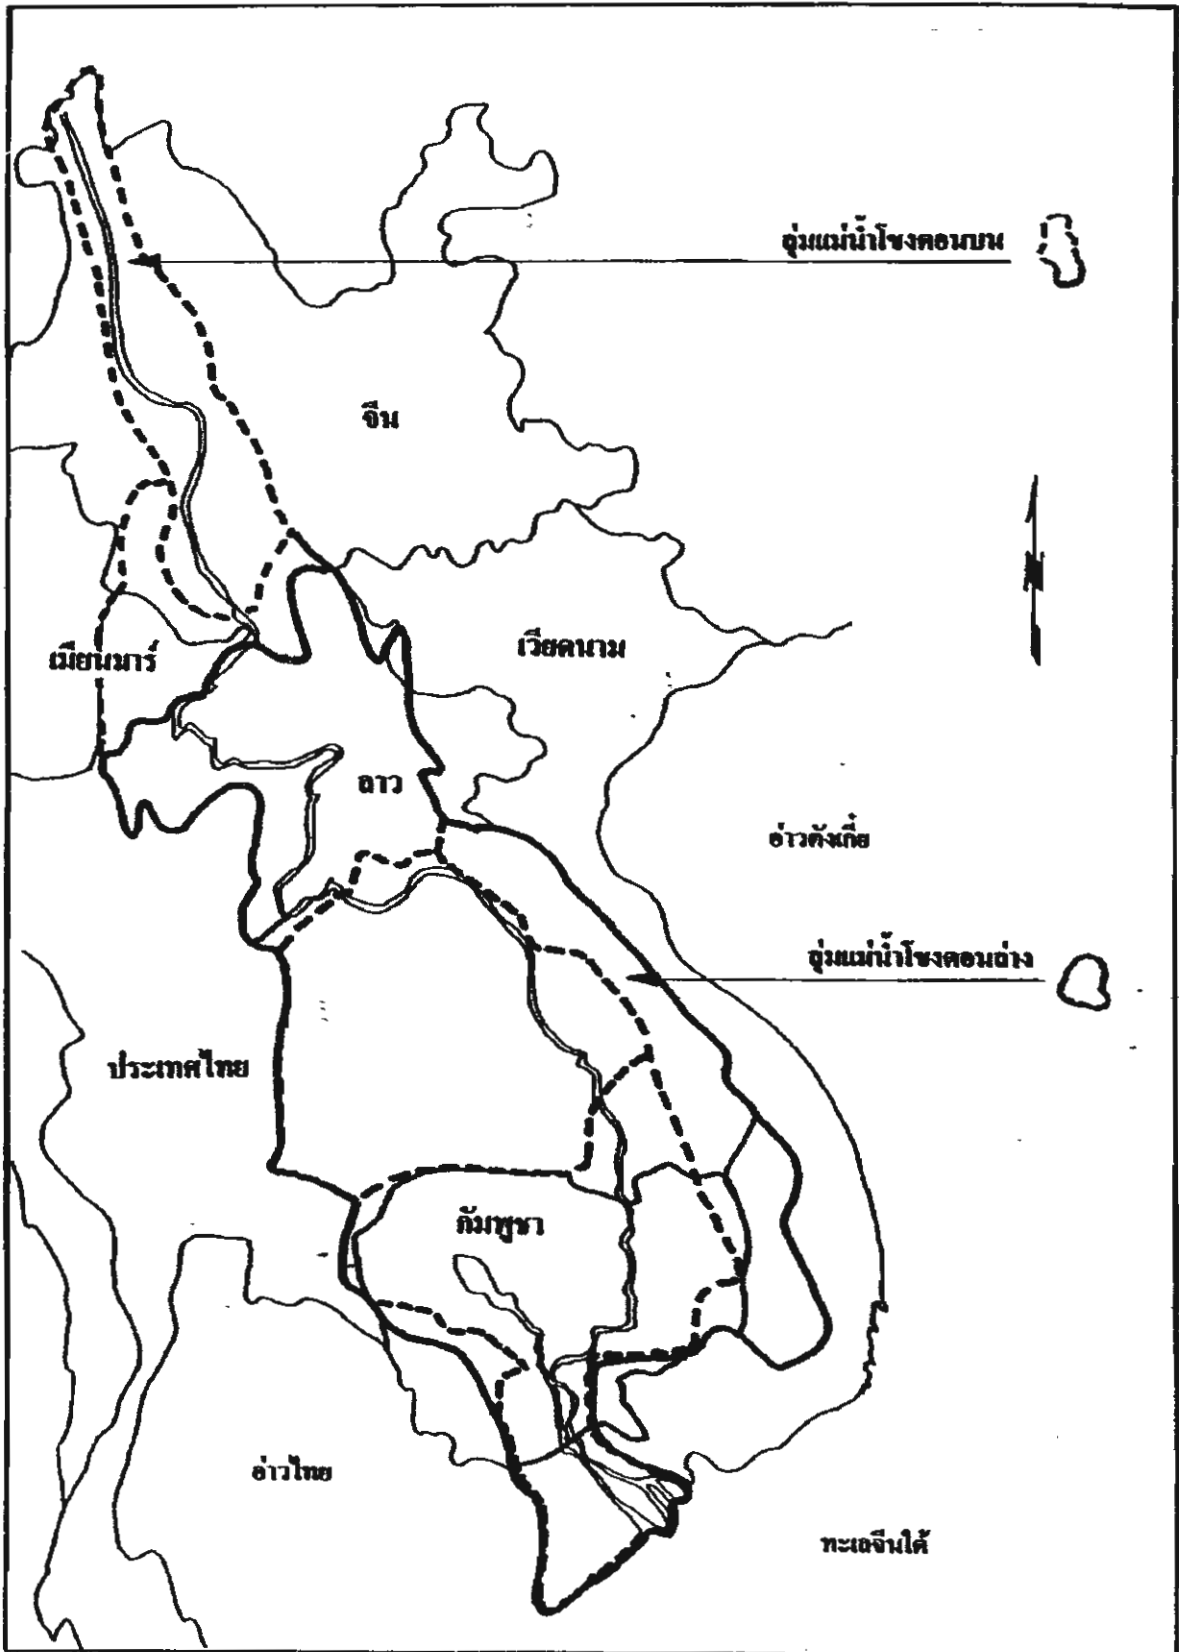 ลุ่มแม่น้ำโขงตอนบน
จีน
เวียดนาม
เมียนมาร์
ลาว
อ่าวตังเกี๋ย
ลุ่มแม่น้ำโขงตอนล่าง
ประเทศไทย
กัมพูชา
อ่าวไทย
ทะเลจีนใต้